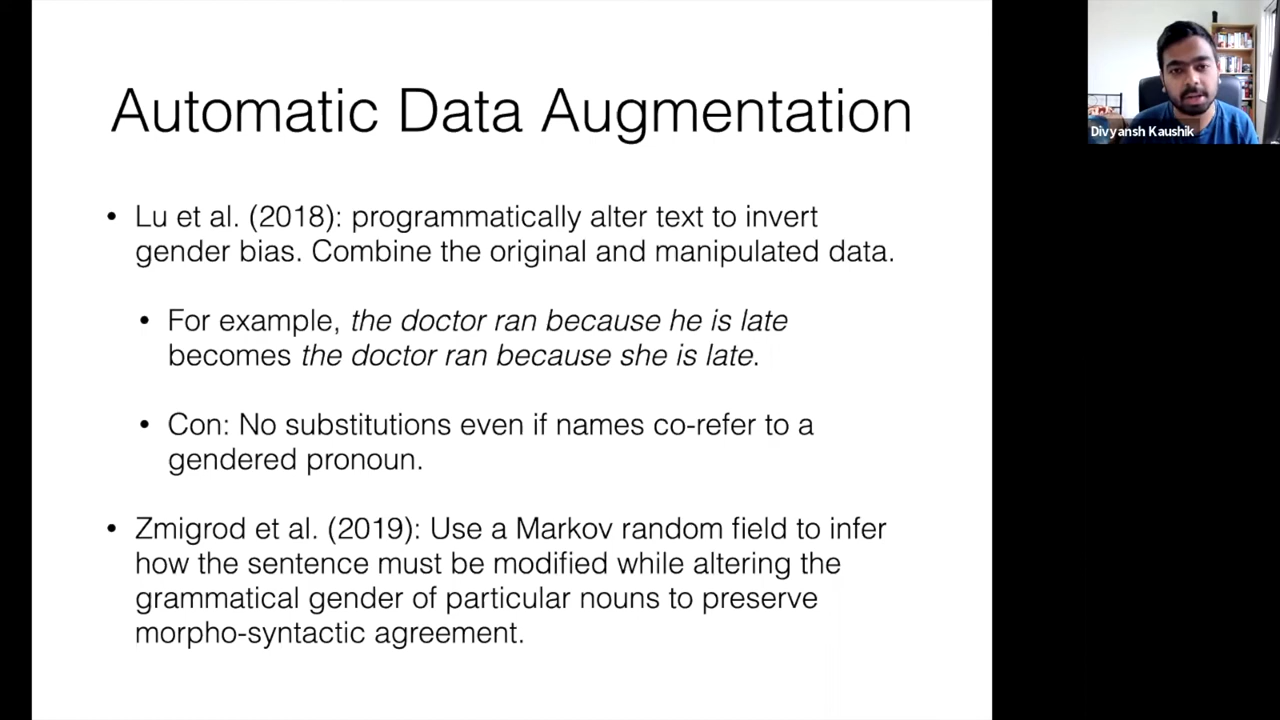 Automatic Data Augmentation
• Lu et al. (2018): programmatically alter text to invert
gender bias. Combine the original and manipulated data.
• For example, the doctor ran because he is late
becomes the doctor ran because she is late.
• Con: No substitutions even if names co-refer to a
gendered pronoun.
• Zmigrod et al. (2019): Use a Markov random field to infer
how the sentence must be modified while altering the
grammatical gender of particular nouns to preserve
morpho-syntactic agreement.
Divyansh Kaushik